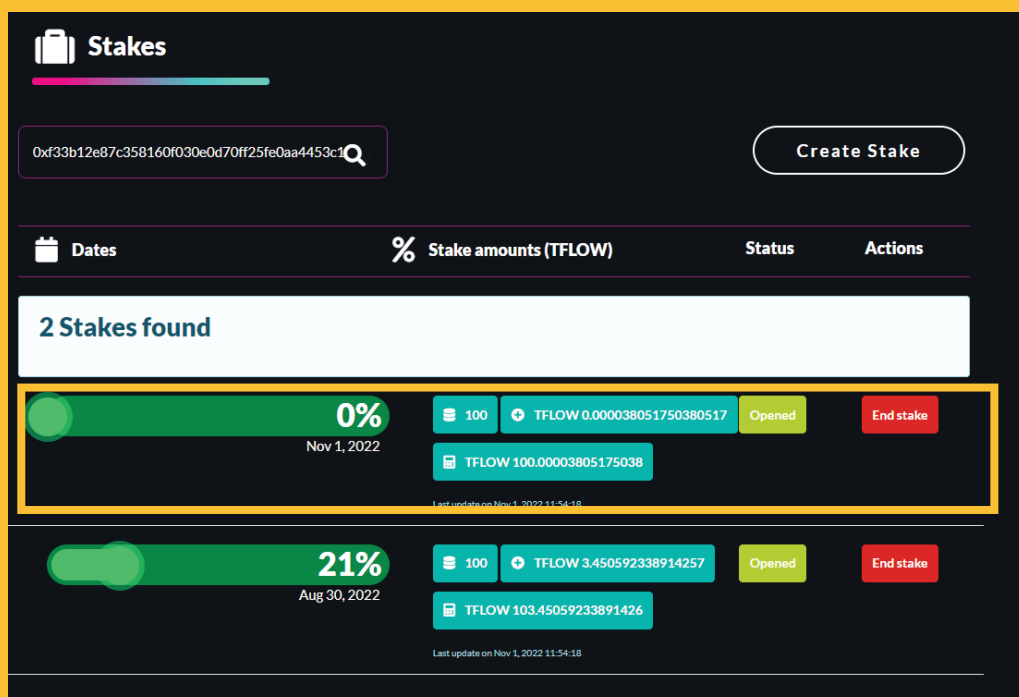 Stakes
0xf33b12e87c358160f030e0d70ff25fe0aa4453c1
Create Stake
Dates
Stake amounts (TFLOW)
Status
Actions
2 Stakes found
0%
Nov 1, 2022
100
TFLOW 0.000038051750380517
Opened
End stake
TFLOW 100.00003805175038
Last update on Nov 1, 2022 11:54:18
21%
Aug 30, 2022
100
TFLOW 3.450592338914257
Opened
End stake
TFLOW 103.45059233891426
Last update on Nov 1, 2022 11:54:18